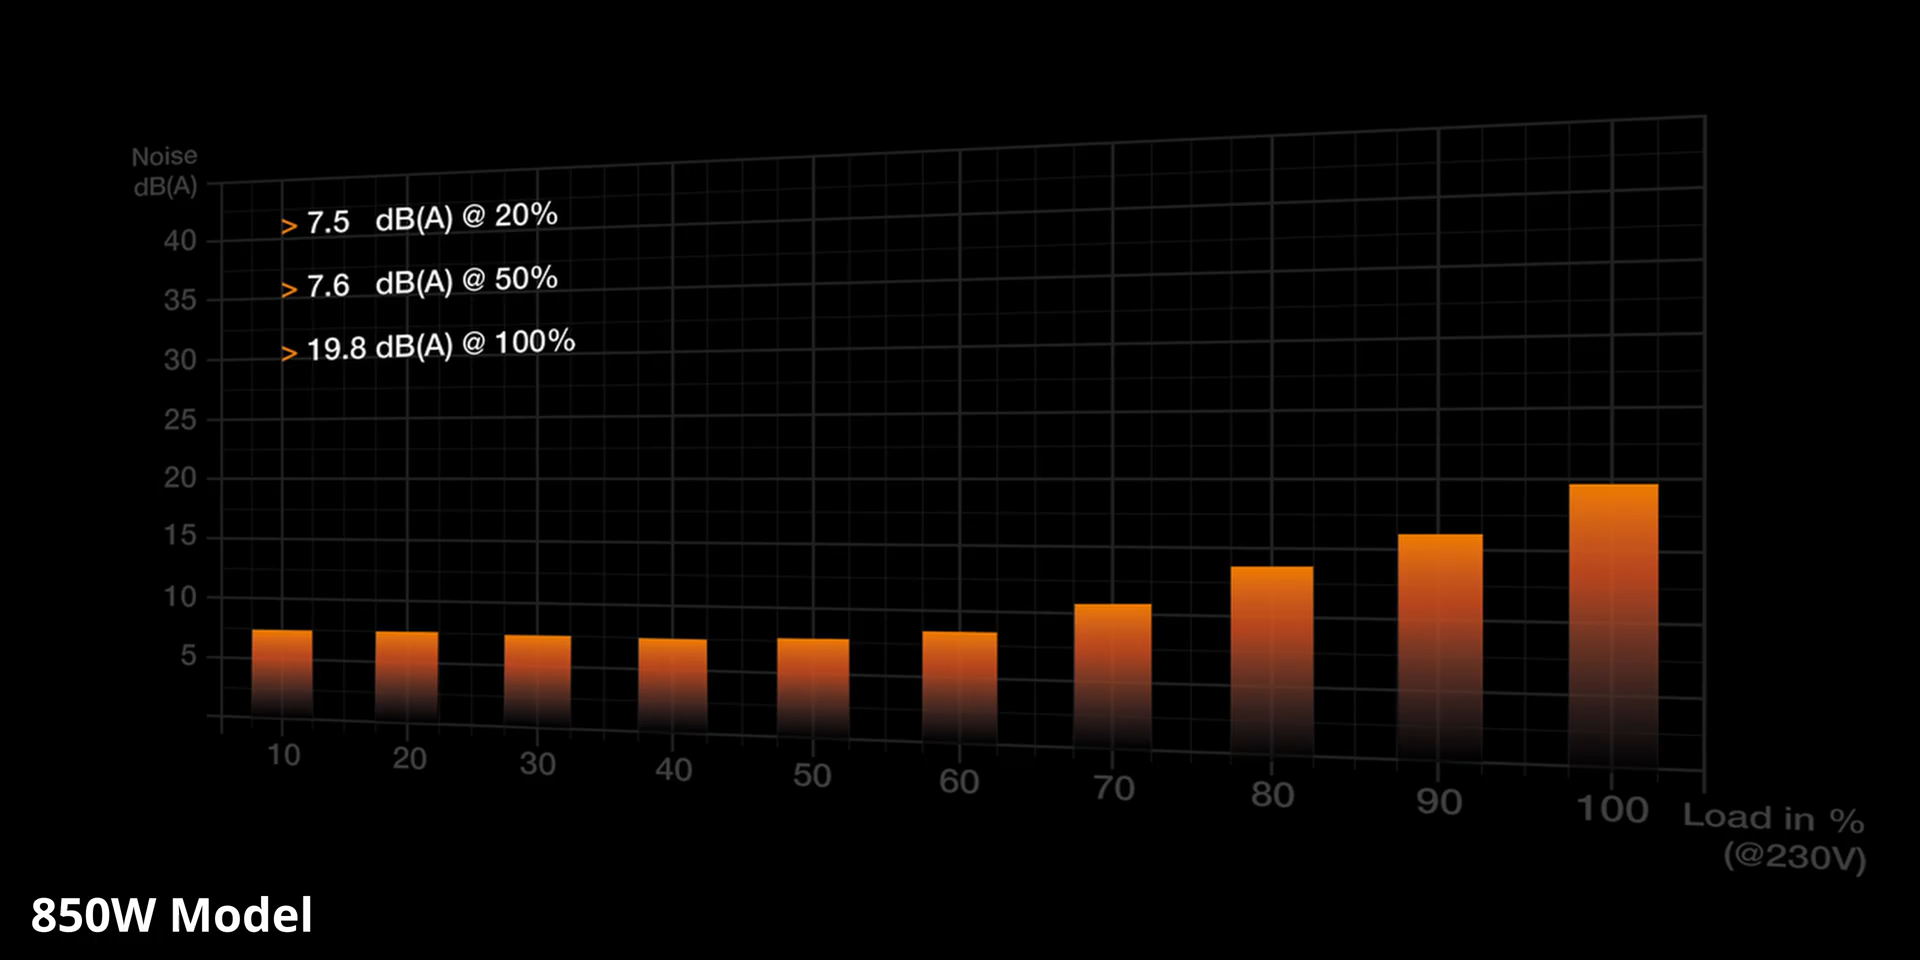 Noise
dB(A)
> 7.5 dB(A) @ 20%
> 7.6 dB(A) @ 50%
> 19.8 dB(A) @ 100%
40
35
30
25
20
15
10
5
10 20 30 40 50 60 70 80 90 100 Load in %
(@230V)
850W Model